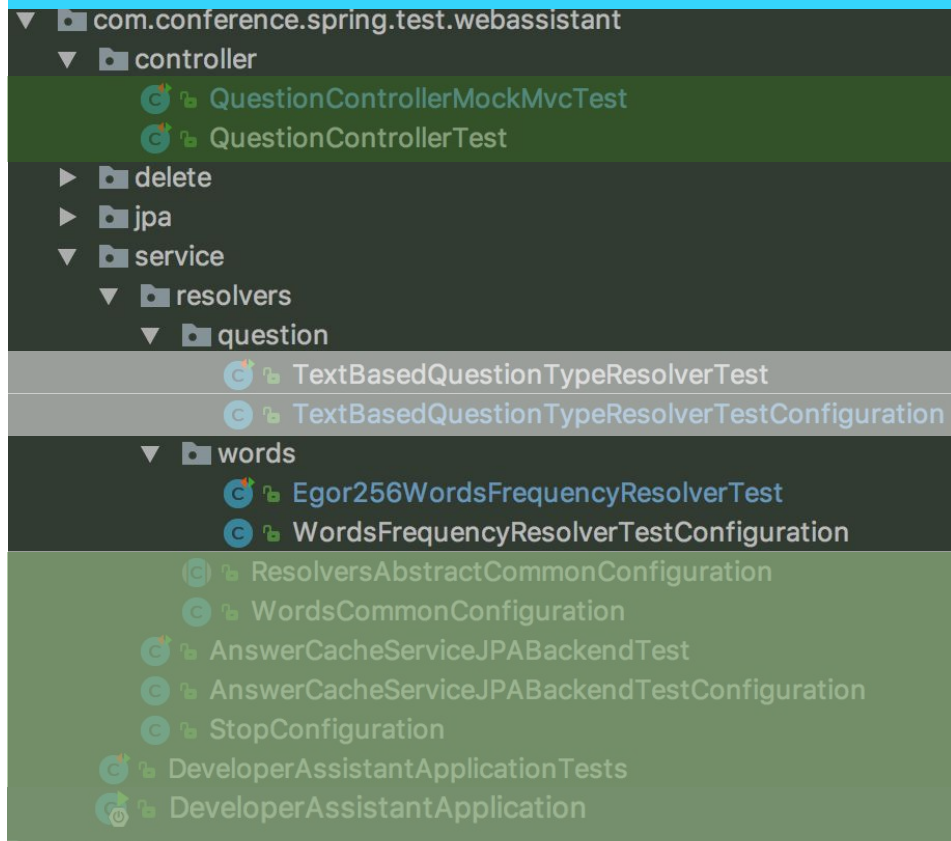 com.conference.spring.test.webassistant
controller
QuestionControllerMockMvcTest
QuestionControllerTest
delete
jpa
service
resolvers
question
TextBasedQuestionTypeResolverTest
TextBasedQuestionTypeResolverTestConfiguration
words
Egor256WordsFrequencyResolverTest
WordsFrequencyResolverTestConfiguration
ResolversAbstractCommonConfiguration
WordsCommonConfiguration
AnswerCacheServiceJPABackendTest
AnswerCacheServiceJPABackendTestConfiguration
StopConfiguration
DeveloperAssistantApplicationTests
DeveloperAssistantApplication